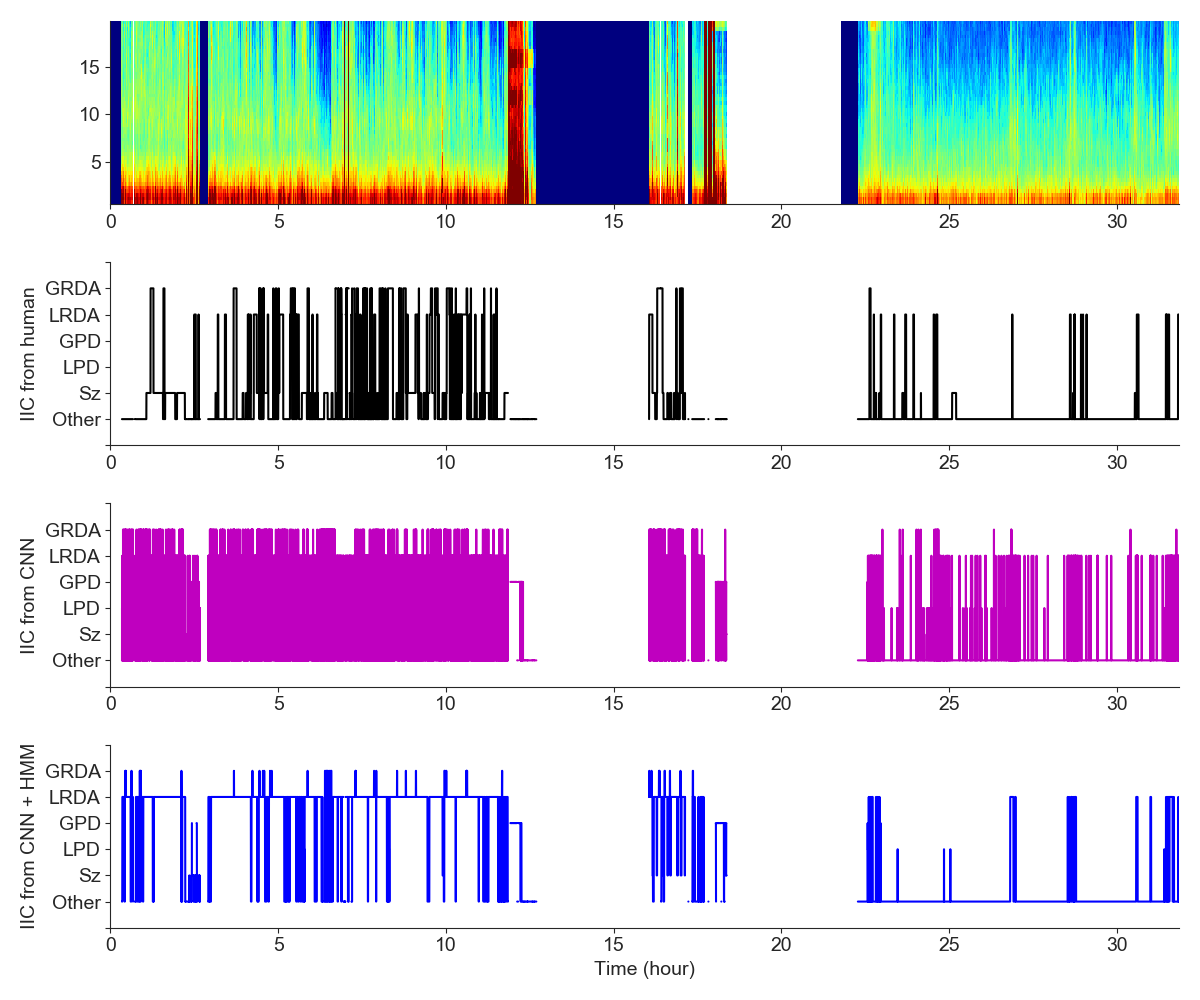 15
10
5
0 5 10 15 20 25 30
IIC from human
GRDA
LRDA
GPD
LPD
Sz
Other
0 5 10 15 20 25 30
IIC from CNN
GRDA
LRDA
GPD
LPD
Sz
Other
0 5 10 15 20 25 30
IIC from CNN + HMM
GRDA
LRDA
GPD
LPD
Sz
Other
0 5 10 15 20 25 30
Time (hour)